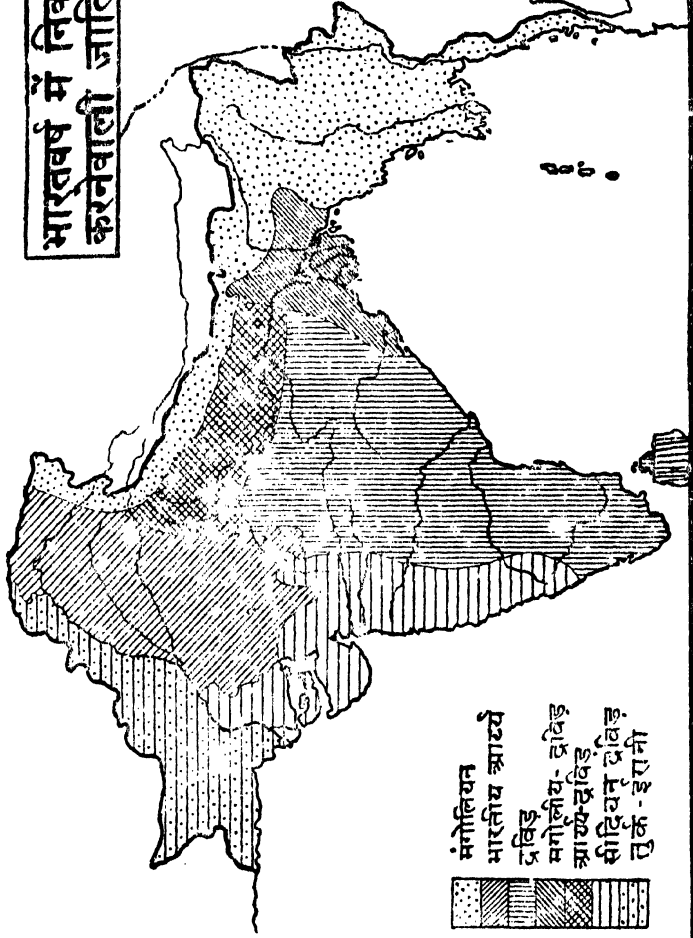 भारतवर्ष में
करनेवाली
मंगोलियन
भारतीय आर्य्य
द्रविड़
मंगोलीय-द्रविड़
आर्य्य-द्रविड़
सीदियन द्रविड़
तुर्क-ईरानी